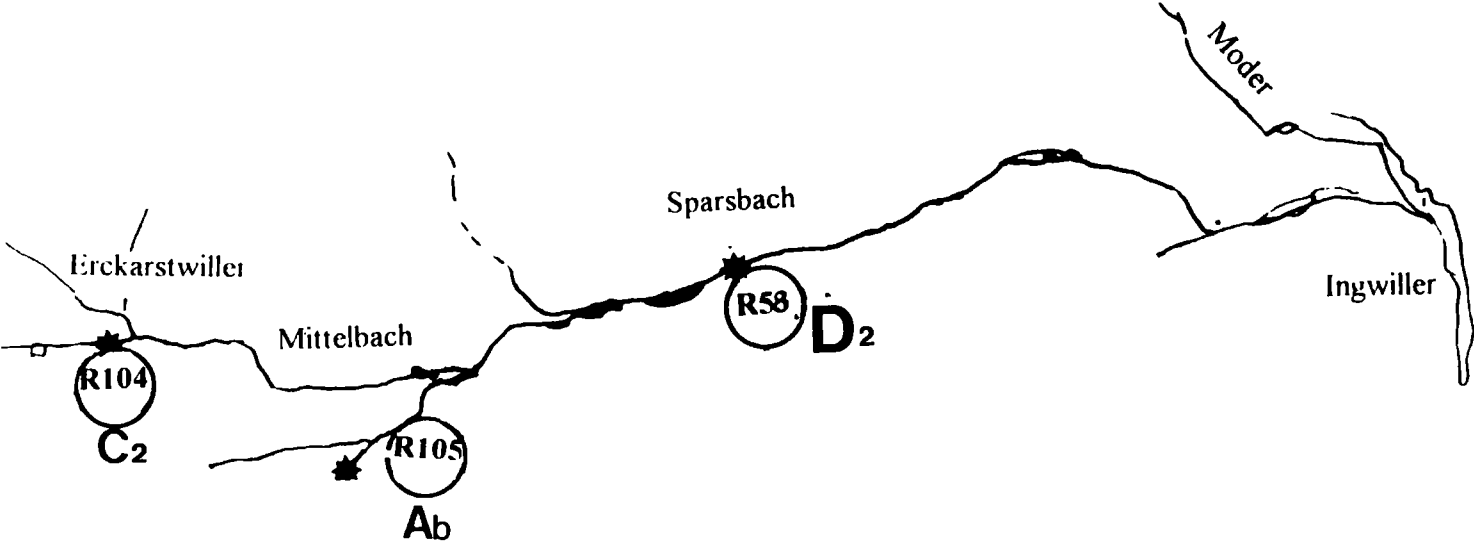 Moder
Sparsbach
Erckarstwiller
Ingwiller
R58
D2
Mittelbach
R104
C2
R105
Ab